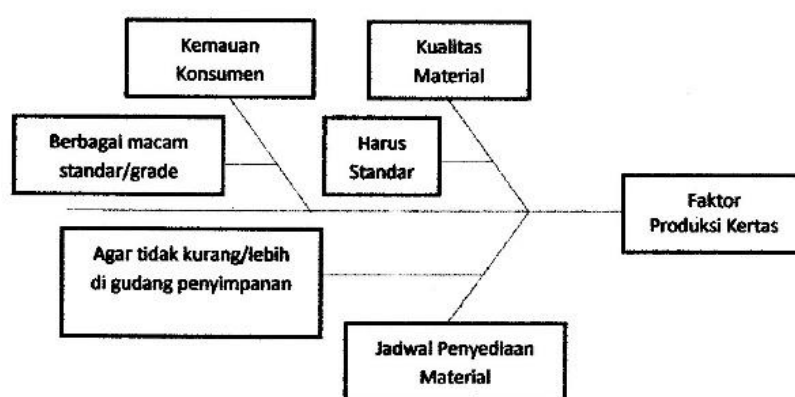 Kemauan
Konsumen
Kualitas
Material
Berbagai macam
standar/grade
Harus
Standar
Faktor
Produksi Kertas
Agar tidak kurang/lebih
di gudang penyimpanan
Jadwal Penyediaan
Material